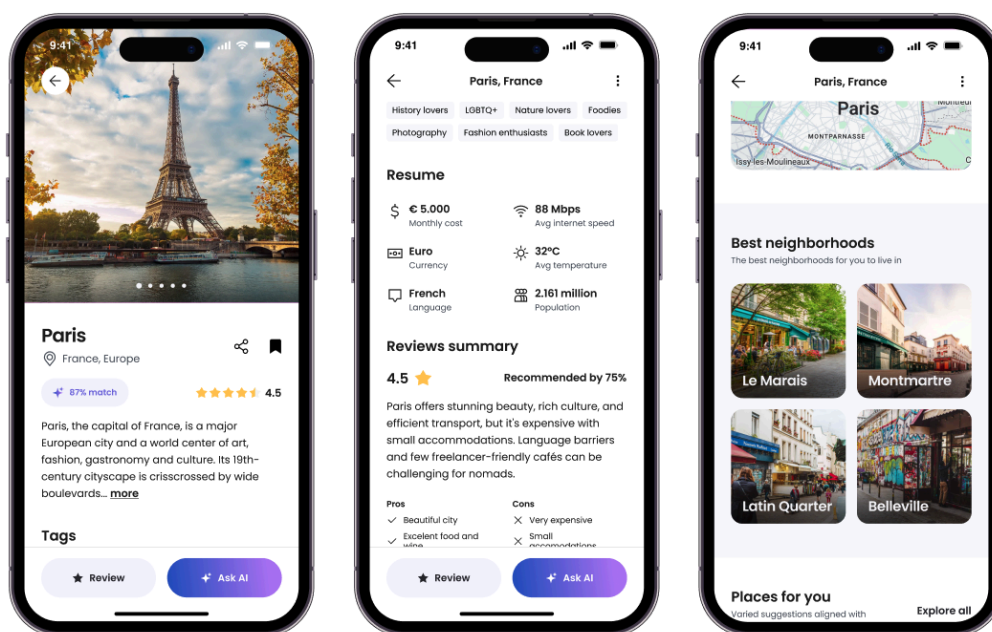 9:41
Paris
France, Europe
87% match
4.5
Paris, the capital of France, is a major
European city and a world center of art,
fashion, gastronomy and culture. Its 19th-
century cityscape is crisscrossed by wide
boulevards... more
Tags
Review
Ask AI
9:41
Paris, France
History lovers LGBTQ+ Nature lovers Foodies
Photography Fashion enthusiasts Book lovers
Resume
€ 5.000
Monthly cost
88 Mbps
Avg internet speed
Euro
Currency
32ºC
Avg temperature
French
Language
2.161 million
Population
Reviews summary
4.5 Recommended by 75%
Paris offers stunning beauty, rich culture, and
efficient transport, but it's expensive with
small accommodations. Language barriers
and few freelancer-friendly cafés can be
challenging for nomads.
Pros
Beautiful city
Excelent food and
wine
Cons
Very expensive
Small
accomodations
Review
Ask AI
9:41
Paris, France
Paris
Montreuil
MONTPARNASSE
Issy-les-Moulineaux
C
Best neighborhoods
The best neighborhoods for you to live in
Le Marais
Montmartre
Latin Quarter
Belleville
Places for you
Varied suggestions aligned with
Explore all